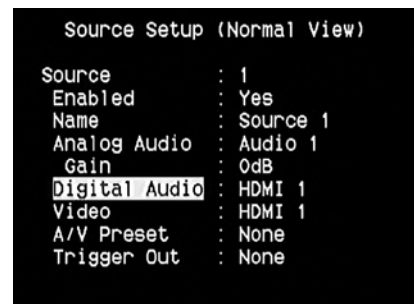 Source Setup (Normal View)
Source : 1
Enabled : Yes
Name : Source 1
Analog Audio : Audio 1
Gain : 0dB
Digital Audio : HDMI 1
Video : HDMI 1
A/V Preset : None
Trigger Out : None